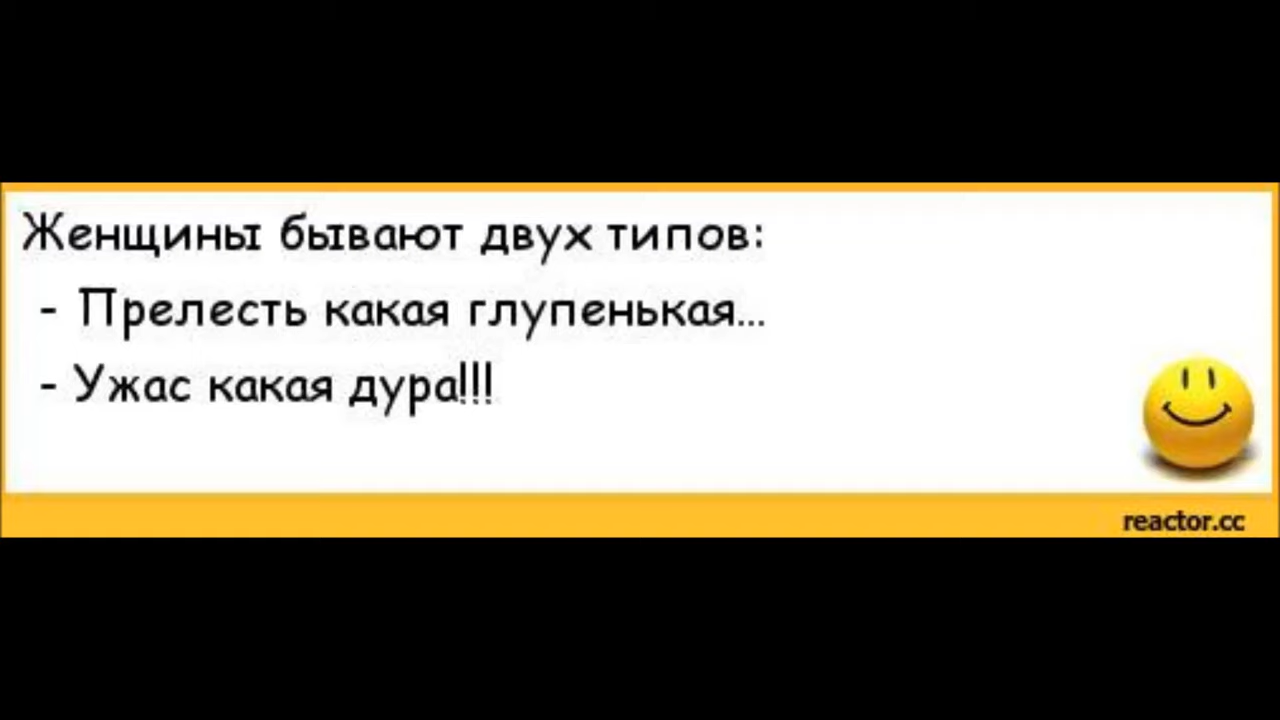 Женщины бывают двух типов:
- Прелесть какая глупенькая...
- Ужас какая дура!!!
reactor.cc